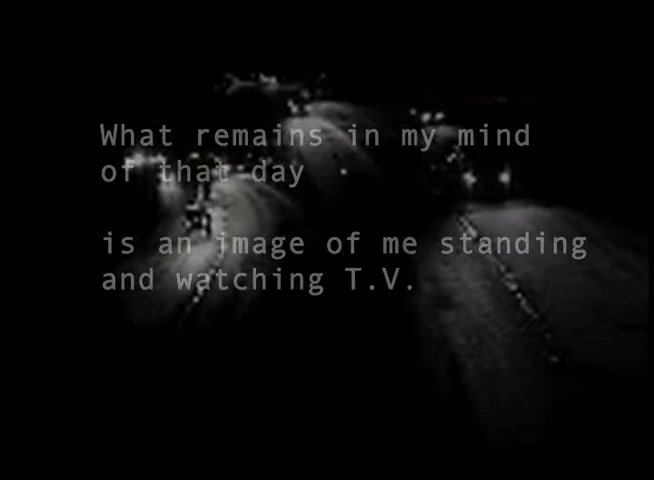 What remains in my mind
of that day
is an image of me standing
and watching T.V.